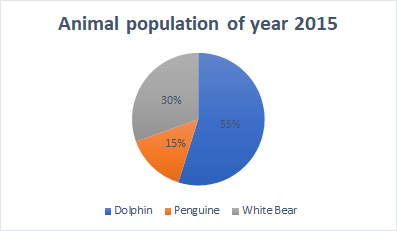 Animal population of year 2015
30%
55%
15%
Dolphin Penguine White Bear